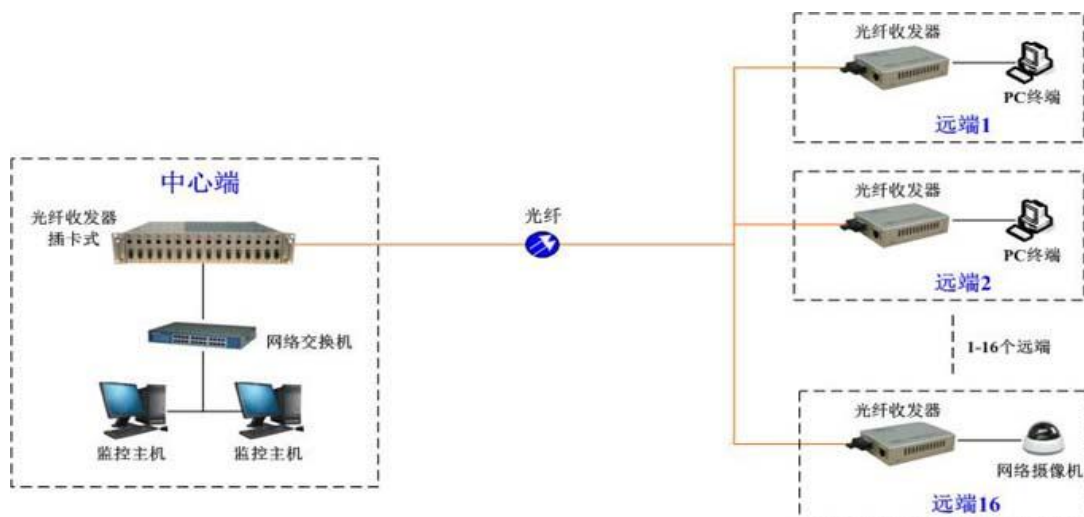 中心端
光纤收发器
插卡式
网络交换机
监控主机
监控主机
光纤
光纤收发器
PC终端
远端1
光纤收发器
PC终端
远端2
1-16个远端
光纤收发器
网络摄像机
远端16